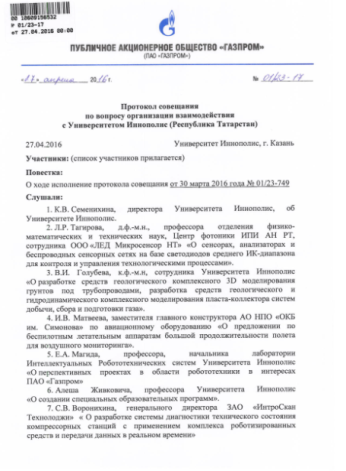 00 10609196532
№ 01/23-17
от 27.04.2016 00:00
ГАЗПРОМ
ПУБЛИЧНОЕ АКЦИОНЕРНОЕ ОБЩЕСТВО «ГАЗПРОМ»
(ПАО «ГАЗПРОМ»)
апреля 2016 г.
№ 01/23-17
Протокол совещания
по вопросу организации взаимодействия
с Университетом Иннополис (Республика Татарстан)
27.04.2016 Университет Иннополис, г. Казань
Участники: (список участников прилагается)
Повестка:
О ходе исполнение протокола совещания от 30 марта 2016 года № 01/23-749
Слушали:
1. К.В. Семенихина, директора Университета Иннополис, об
Университете Иннополис.
2. Л.Р. Тагирова, д.ф.-м.н., профессора отделения физико-
математических и технических наук, Центр фотоники ИПИ АН РТ,
сотрудника ООО «ЛЕД Микросенсор НТ» «О сенсорах, анализаторах и
беспроводных сенсорных сетях на базе светодиодов среднего ИК-диапазона
для контроля и управления технологическими процессами».
3. В.И. Голубева, к.ф.-м.н, сотрудника Университета Иннополис
«О разработке средств геологического комплексного 3D моделирования
грунтов под трубопроводами, разработка средств геологического и
гидродинамического комплексного моделирования пласта-коллектора систем
добычи, сбора и подготовки газа».
4. И.В. Матвеева, заместителя главного конструктора АО НПО «ОКБ
им. Симонова» по авиационному оборудованию «О предложении по
беспилотным летательным аппаратам большой продолжительности полета
для воздушного мониторинга».
5. Е.А. Магида, профессора, начальника лаборатории
Интеллектуальных Робототехнических систем Университета Иннополис
«О перспективных проектах в области робототехники в интересах
ПАО «Газпром»
6. Алеша Живковича, профессора Университета Иннополис
«О создании специальных образовательных программ».
7. С.В. Воронихина, генерального директора ЗАО «ИнтроСкан
Технолоджи» « О разработке системы диагностики технического состояния
компрессорных станций с применением комплекса роботизированных
средств и передачи данных в реальном времени»